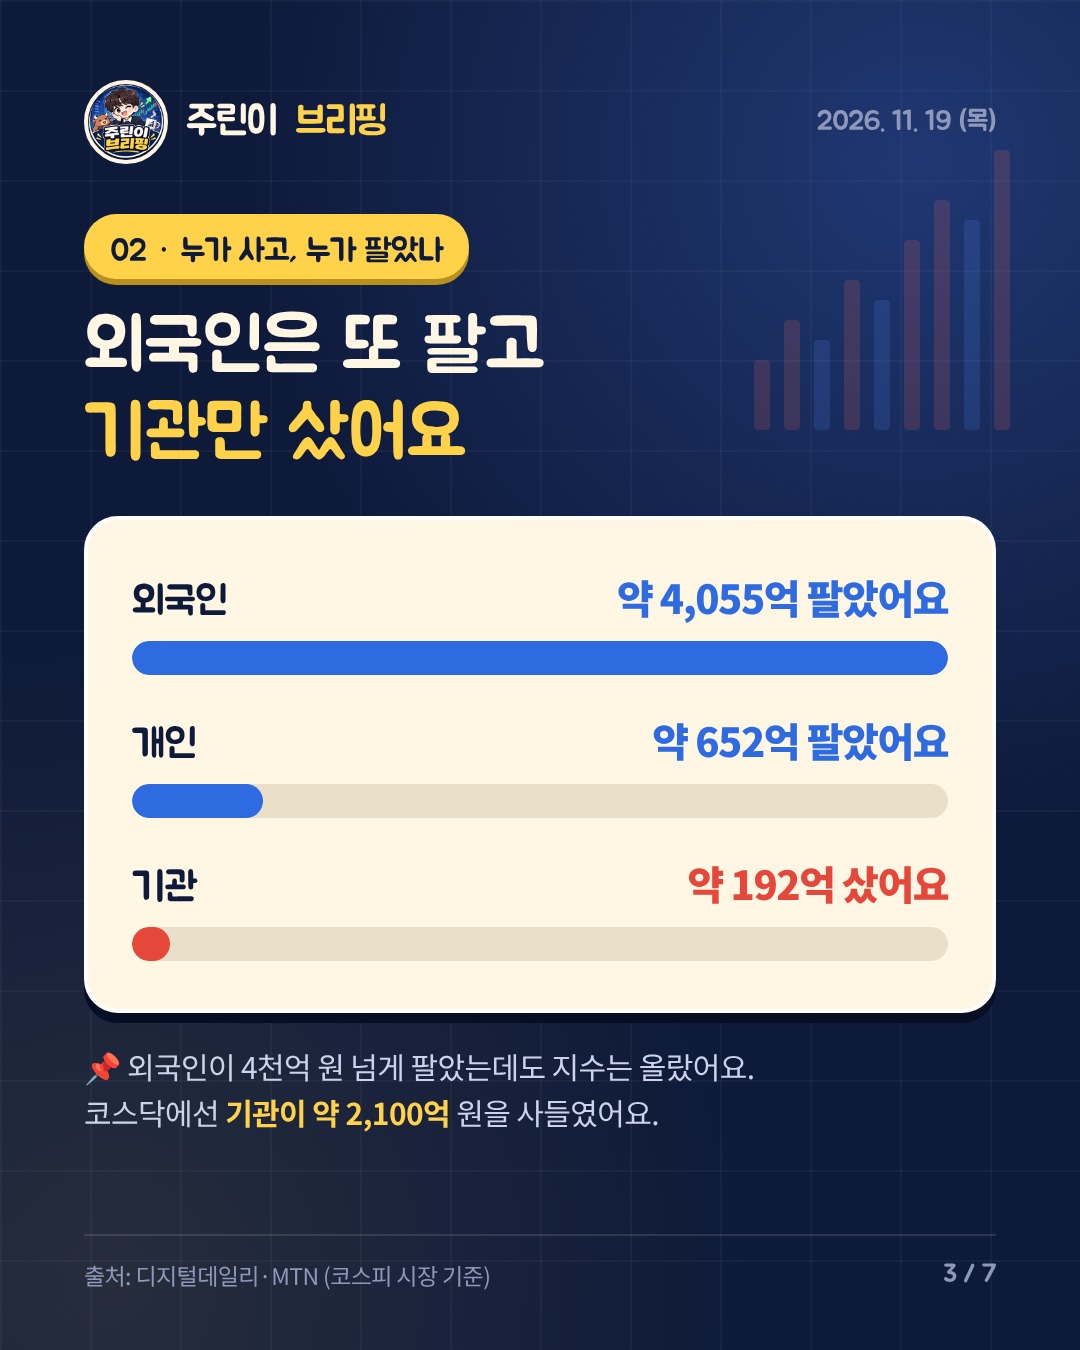 주린이 브리핑
주린이 브리핑
2026. 11. 19 (목)
02 · 누가 사고, 누가 팔았나
외국인은 또 팔고
기관만 샀어요
외국인 약 4,055억 팔았어요
개인 약 652억 팔았어요
기관 약 192억 샀어요
📌 외국인이 4천억 원 넘게 팔았는데도 지수는 올랐어요.
코스닥에선 기관이 약 2,100억 원을 사들였어요.
출처: 디지털데일리·MTN (코스피 시장 기준)
3 / 7